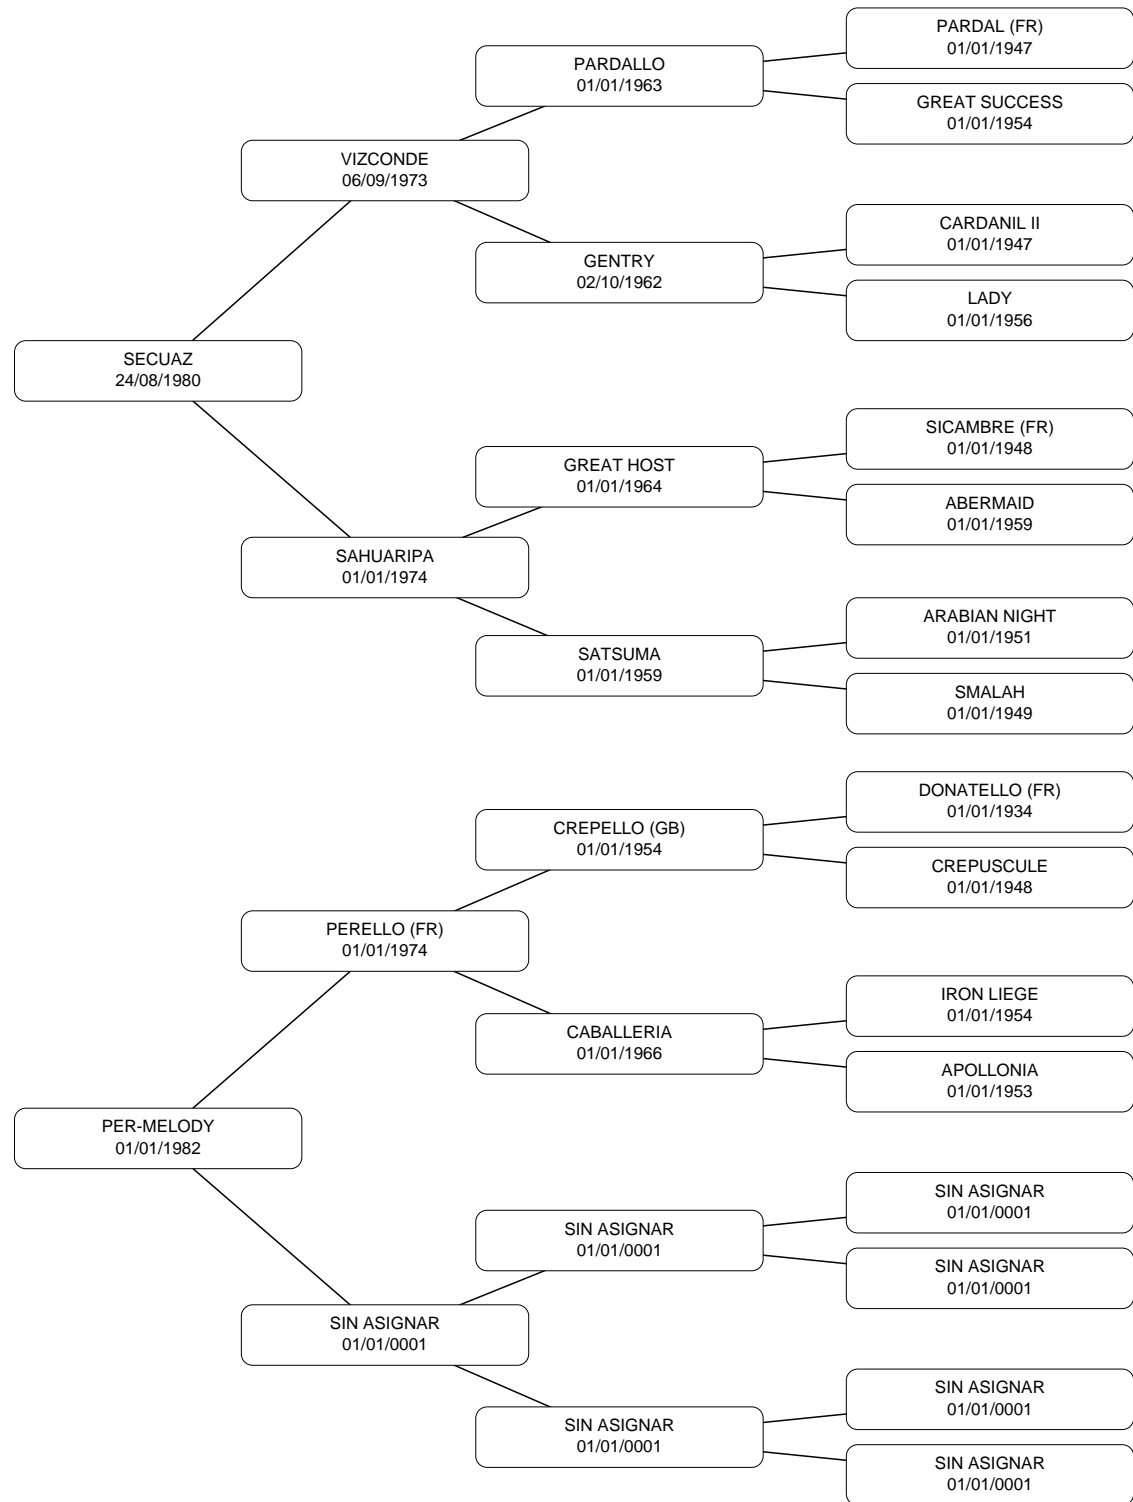 PARDAL (FR)
01/01/1947
PARDALLO
01/01/1963
GREAT SUCCESS
01/01/1954
VIZCONDE
06/09/1973
CARDANIL II
01/01/1947
GENTRY
02/10/1962
LADY
01/01/1956
SECUAZ
24/08/1980
SICAMBRE (FR)
01/01/1948
GREAT HOST
01/01/1964
ABERMAID
01/01/1959
SAHUARIPA
01/01/1974
ARABIAN NIGHT
01/01/1951
SATSUMA
01/01/1959
SMALAH
01/01/1949
DONATELLO (FR)
01/01/1934
CREPELLO (GB)
01/01/1954
CREPUSCULE
01/01/1948
PERELLO (FR)
01/01/1974
IRON LIEGE
01/01/1954
CABALLERIA
01/01/1966
APOLLONIA
01/01/1953
PER-MELODY
01/01/1982
SIN ASIGNAR
01/01/0001
SIN ASIGNAR
01/01/0001
SIN ASIGNAR
01/01/0001
SIN ASIGNAR
01/01/0001
SIN ASIGNAR
01/01/0001
SIN ASIGNAR
01/01/0001
SIN ASIGNAR
01/01/0001